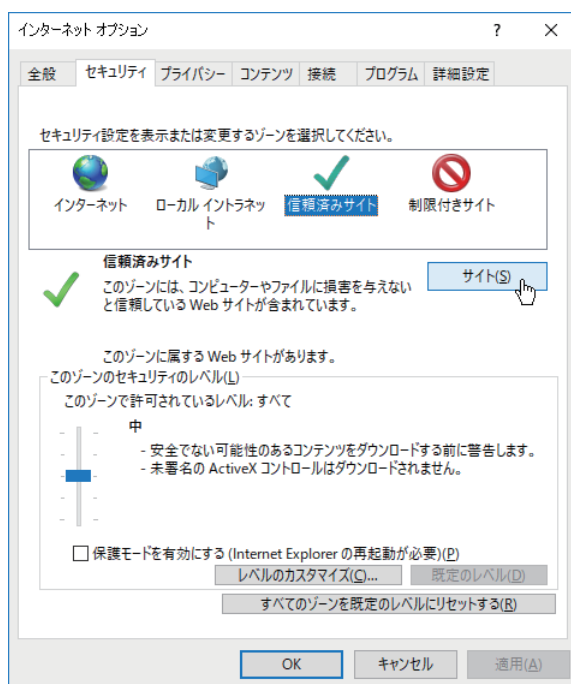 インターネット オプション ? ×
全般 セキュリティ プライバシー コンテンツ 接続 プログラム 詳細設定
セキュリティ設定を表示または変更するゾーンを選択してください。
インターネット ローカル イントラネッ 信頼済みサイト 制限付きサイト
ト
信頼済みサイト
サイト(S)
このゾーンには、コンピューターやファイルに損害を与えない
と信頼している Web サイトが含まれています。
このゾーンに属する Web サイトがあります。
このゾーンのセキュリティのレベル(L)
このゾーンで許可されているレベル: すべて
中
- 安全でない可能性のあるコンテンツをダウンロードする前に警告します。
- 未署名の ActiveX コントロールはダウンロードされません。
保護モードを有効にする (Internet Explorer の再起動が必要)(P)
レベルのカスタマイズ(C)... 既定のレベル(D)
すべてのゾーンを既定のレベルにリセットする(R)
OK キャンセル 適用(A)